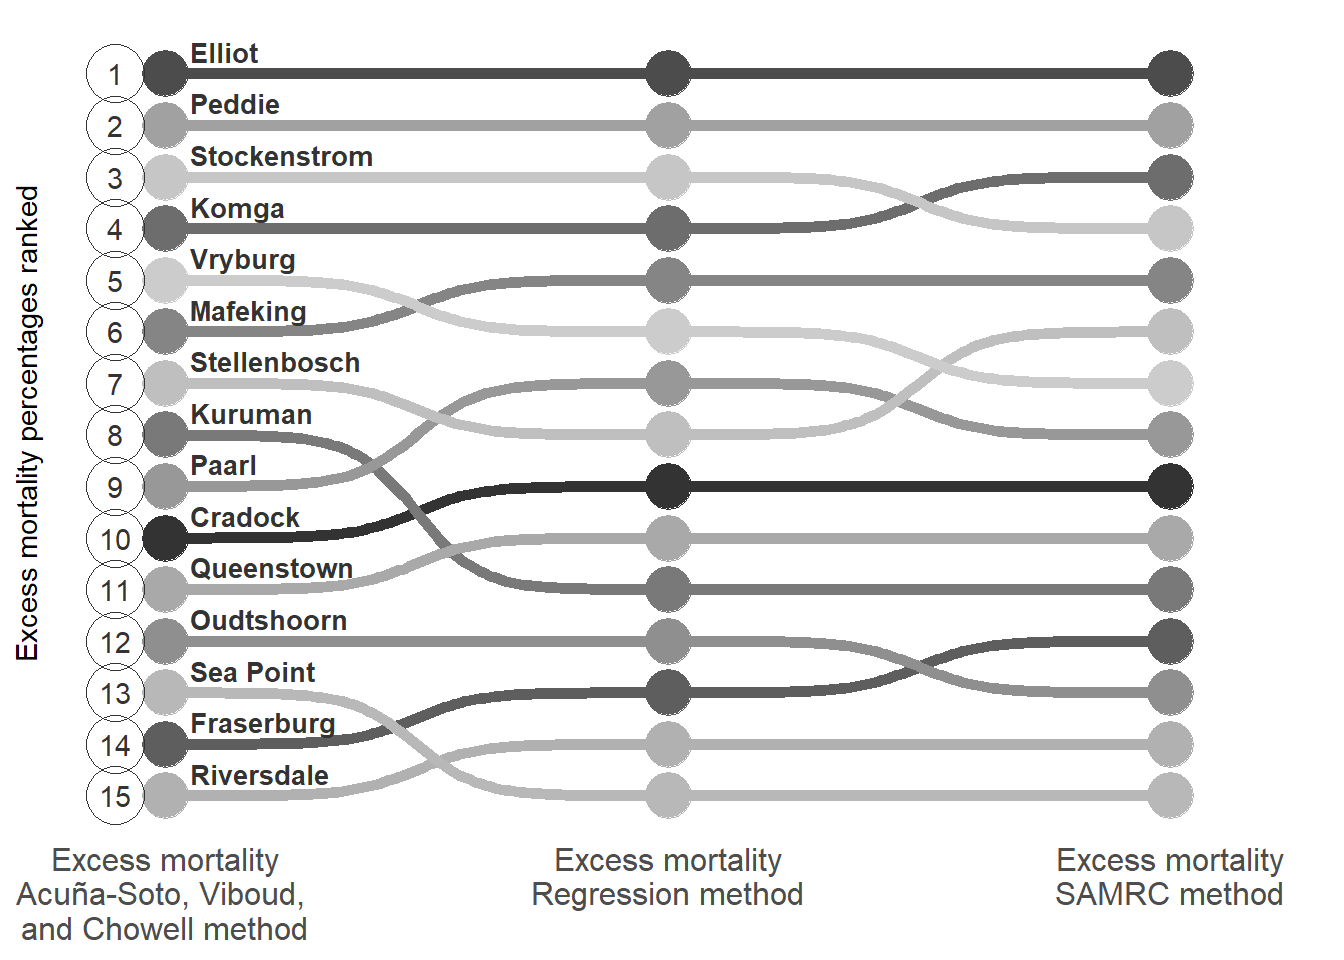 Excess mortality percentages ranked
1 Elliot
2 Peddie
3 Stockenstrom
4 Komga
5 Vryburg
6 Mafeking
7 Stellenbosch
8 Kuruman
9 Paarl
10 Cradock
11 Queenstown
12 Oudtshoorn
13 Sea Point
14 Fraserburg
15 Riversdale
Excess mortality
Acuña-Soto, Viboud,
and Chowell method
Excess mortality
Regression method
Excess mortality
SAMRC method